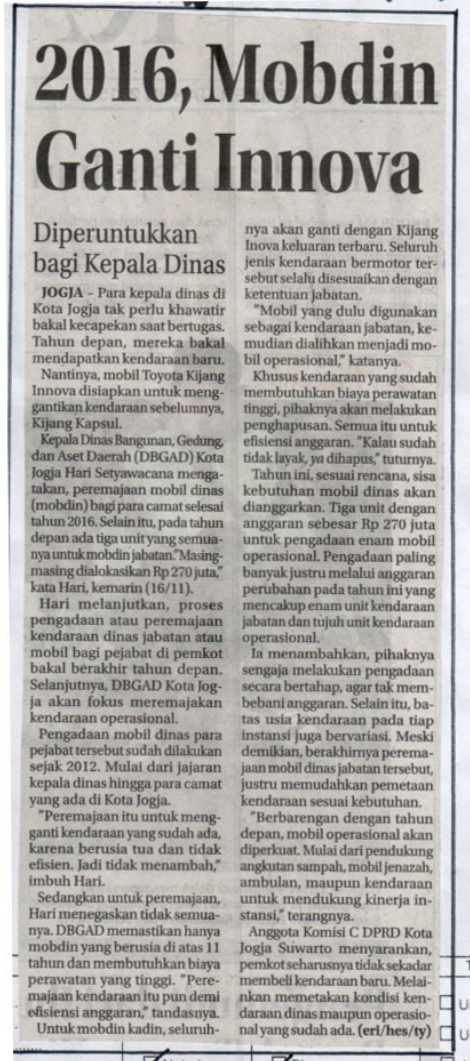 2016, Mobdin
Ganti Innova
Diperuntukkan
bagi Kepala Dinas
JOGJA – Para kepala dinas di
Kota Jogja tak perlu khawatir
bakal kecapekan saat bertugas.
Tahun depan, mereka bakal
mendapatkan kendaraan baru.
Nantinya, mobil Toyota Kijang
Innova disiapkan untuk meng-
gantikan kendaraan sebelumnya,
Kijang Kapsul.
Kepala Dinas Bangunan, Gedung,
dan Aset Daerah (DBGAD) Kota
Jogja Hari Setyawacana menga-
takan, peremajaan mobil dinas
(mobdin) bagi para camat selesai
tahun 2016. Selain itu, pada tahun
depan ada tiga unit yang semua-
nya untuk mobdin jabatan. "Masing-
masing dialokasikan Rp 270 juta,"
kata Hari, kemarin (16/11).
Hari melanjutkan, proses
pengadaan atau peremajaan
kendaraan dinas jabatan atau
mobil bagi pejabat di pemkot
bakal berakhir tahun depan.
Selanjutnya, DBGAD Kota Jog-
ja akan fokus meremajakan
kendaraan operasional.
Pengadaan mobil dinas para
pejabat tersebut sudah dilakukan
sejak 2012. Mulai dari jajaran
kepala dinas hingga para camat
yang ada di Kota Jogja.
"Peremajaan itu untuk meng-
ganti kendaraan yang sudah ada,
karena berusia tua dan tidak
efisien. Jadi tidak menambah,"
imbuh Hari.
Sedangkan untuk peremajaan,
Hari menegaskan tidak semua-
nya. DBGAD memastikan hanya
mobdin yang berusia di atas 11
tahun dan membutuhkan biaya
perawatan yang tinggi. "Pere-
majaan kendaraan itu pun demi
efisiensi anggaran," tandasnya.
Untuk mobdin kadin, seluruh-
nya akan ganti dengan Kijang
Inova keluaran terbaru. Seluruh
jenis kendaraan bermotor ter-
sebut selalu disesuaikan dengan
ketentuan jabatan.
"Mobil yang dulu digunakan
sebagai kendaraan jabatan, ke-
mudian dialihkan menjadi mo-
bil operasional," katanya.
Khusus kendaraan yang sudah
membutuhkan biaya perawatan
tinggi, pihaknya akan melakukan
penghapusan. Semua itu untuk
efisiensi anggaran. "Kalau sudah
tidak layak, ya dihapus," tuturnya.
Tahun ini, sesuai rencana, sisa
kebutuhan mobil dinas akan
dianggarkan. Tiga unit dengan
anggaran sebesar Rp 270 juta
untuk pengadaan enam mobil
operasional. Pengadaan paling
banyak justru melalui anggaran
perubahan pada tahun ini yang
mencakup enam unit kendaraan
jabatan dan tujuh unit kendaraan
operasional.
Ia menambahkan, pihaknya
sengaja melakukan pengadaan
secara bertahap, agar tak mem-
bebani anggaran. Selain itu, ba-
tas usia kendaraan pada tiap
instansi juga bervariasi. Meski
demikian, berakhirnya perema-
jaan mobil dinas jabatan tersebut,
justru memudahkan pemetaan
kendaraan sesuai kebutuhan.
"Berbarengan dengan tahun
depan, mobil operasional akan
diperkuat. Mulai dari pendukung
angkutan sampah, mobil jenazah,
ambulan, maupun kendaraan
untuk mendukung kinerja in-
stansi," terangnya.
Anggota Komisi C DPRD Kota
Jogja Suwarto menyarankan,
pemkot seharusnya tidak sekadar
membeli kendaraan baru. Melai-
nkan memetakan kondisi ken-
daraan dinas maupun operasio-
nal yang sudah ada. (eri/hes/ty)